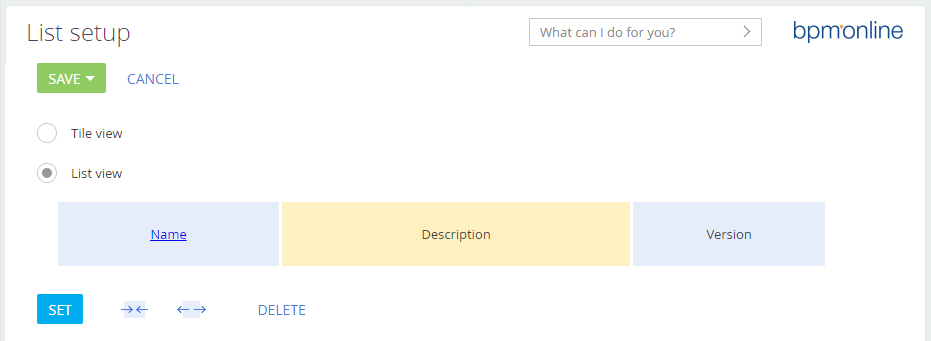 List setup
What can I do for you?
bpm'online
SAVE
CANCEL
Tile view
List view
Name
Description
Version
SET
DELETE